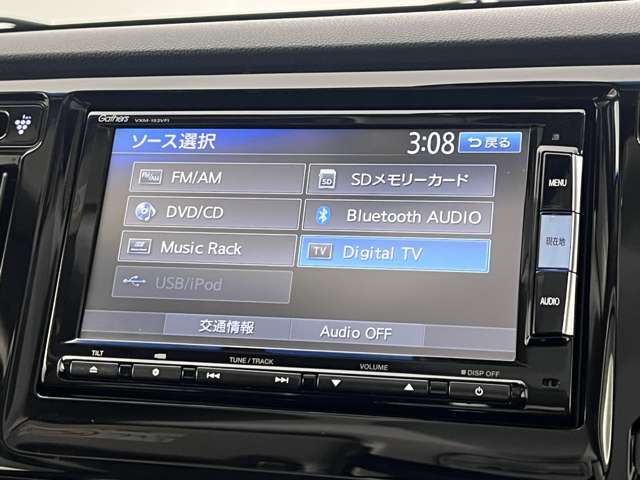 Gathers
VXM-152VFi
ソース選択
3:08
戻る
FM/AM
SDメモリーカード
DVD/CD
Bluetooth AUDIO
Music Rack
TV Digital TV
USB/iPod
交通情報
Audio OFF
MENU
現在地
AUDIO
TILT
TUNE / TRACK
VOLUME
DISP OFF